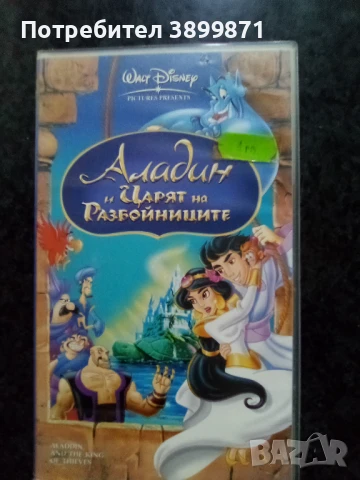 Потребител 3899871
WALT DISNEY
PICTURES PRESENTS
Аладин
и Царят на
Разбойниците
ALADDIN
AND THE KING
OF THIEVES
BAZAR